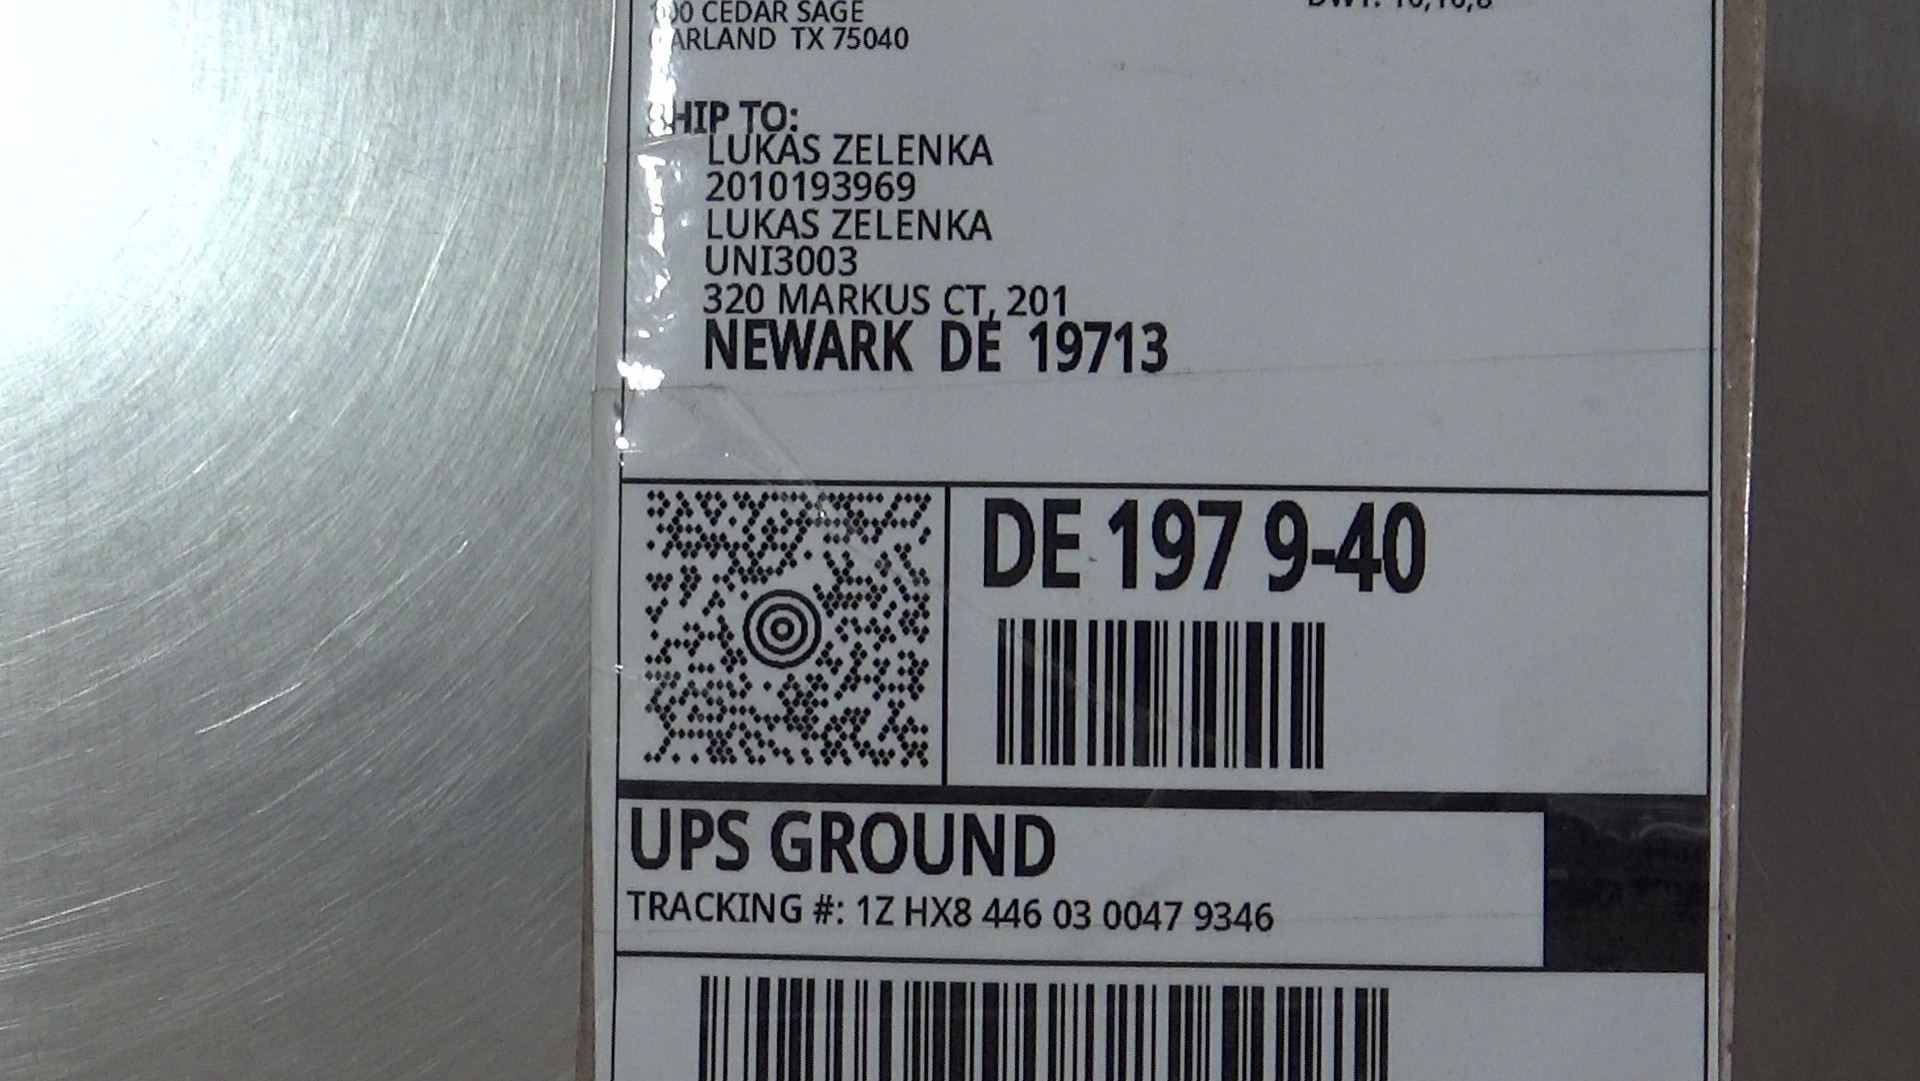 CEDAR SAGE
GARLAND TX 75040
SHIP TO:
LUKAS ZELENKA
2010193969
LUKAS ZELENKA
UNI3003
320 MARKUS CT, 201
NEWARK DE 19713
DE 197 9-40
UPS GROUND
TRACKING #: 1Z HX8 446 03 0047 9346